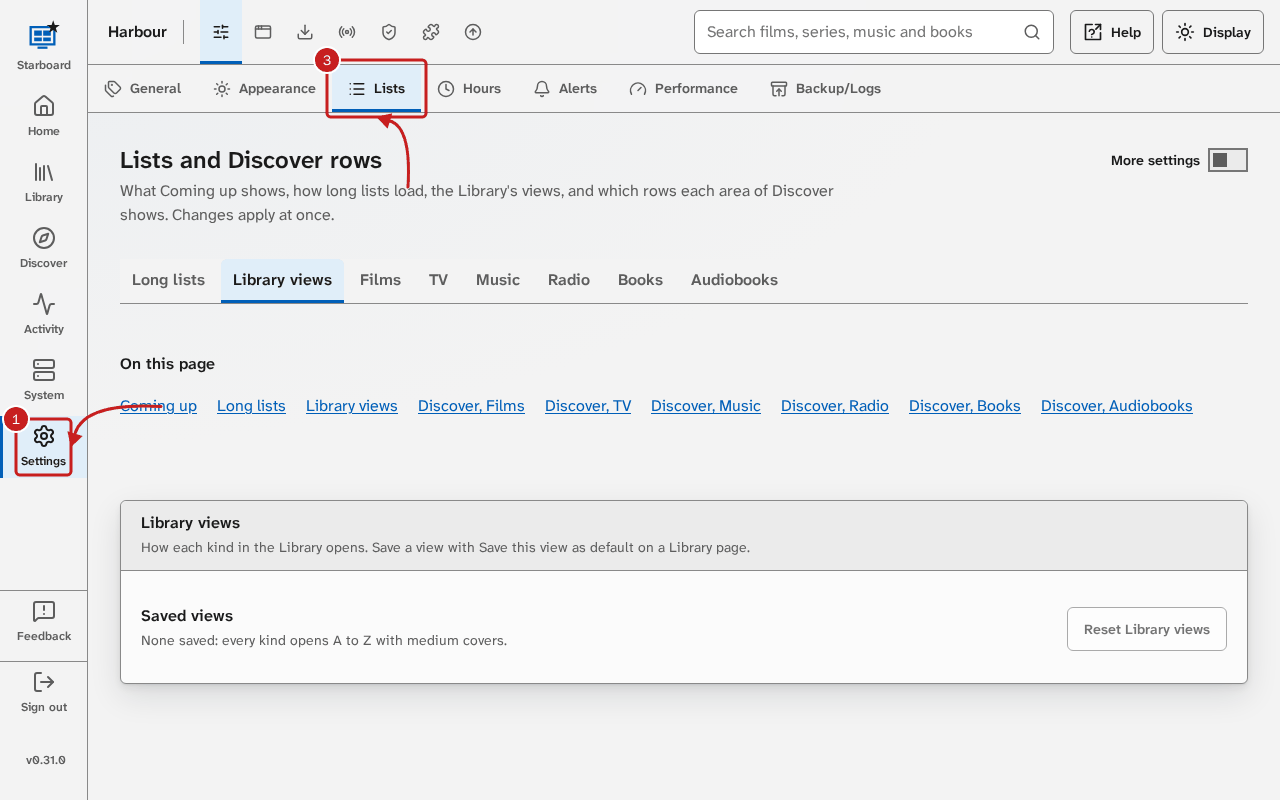 Starboard
Home
Library
Discover
Activity
System
1
Settings
Feedback
Sign out
v0.31.0
Harbour
Search films, series, music and books
Help
Display
3
General
Appearance
Lists
Hours
Alerts
Performance
Backup/Logs
Lists and Discover rows
More settings
What Coming up shows, how long lists load, the Library's views, and which rows each area of Discover
shows. Changes apply at once.
Long lists
Library views
Films
TV
Music
Radio
Books
Audiobooks
On this page
Coming up
Long lists
Library views
Discover, Films
Discover, TV
Discover, Music
Discover, Radio
Discover, Books
Discover, Audiobooks
Library views
How each kind in the Library opens. Save a view with Save this view as default on a Library page.
Saved views
None saved: every kind opens A to Z with medium covers.
Reset Library views